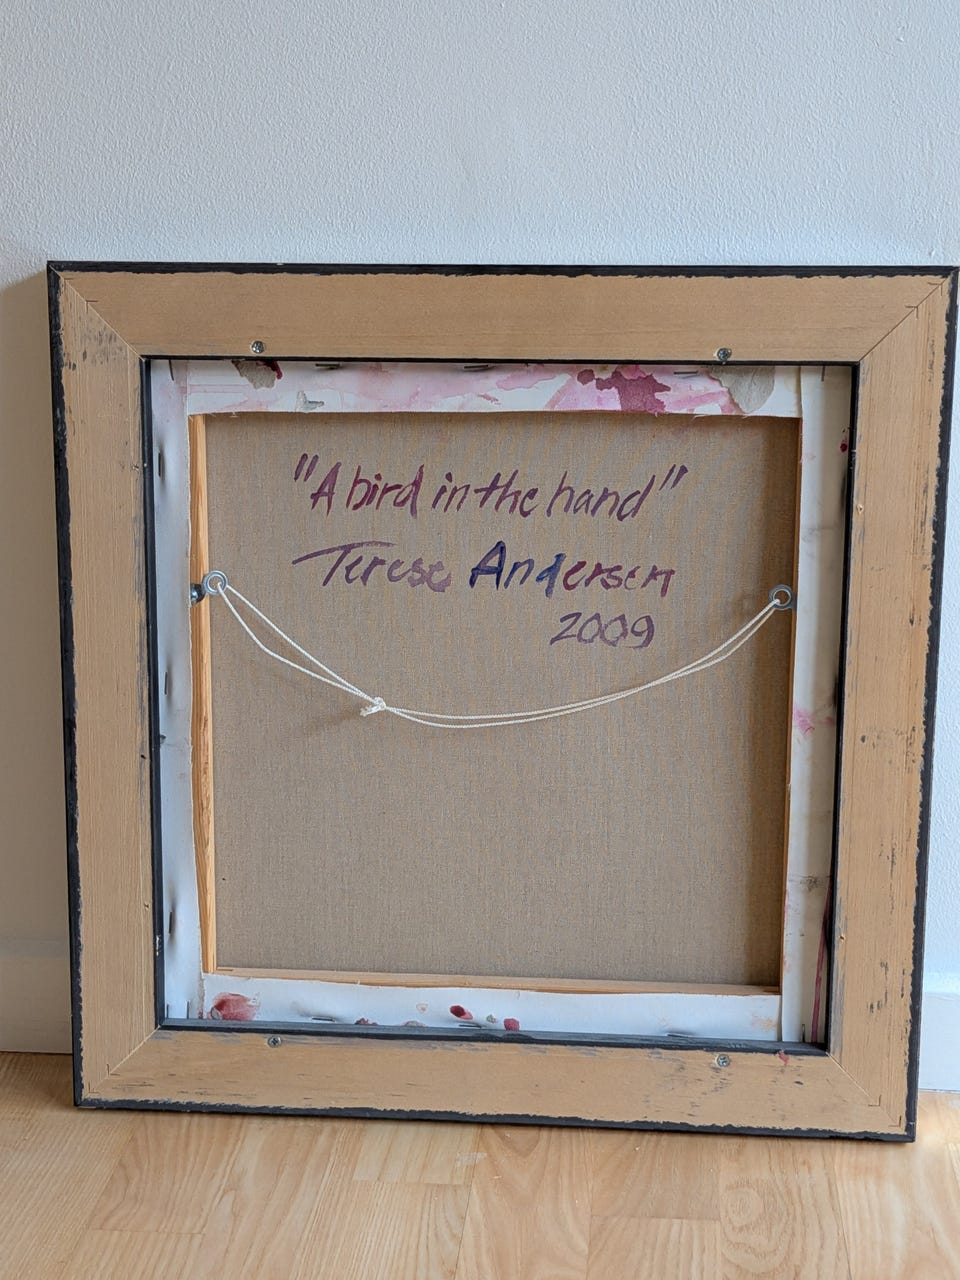 "A bird in the hand"
Terese Andersen
2009